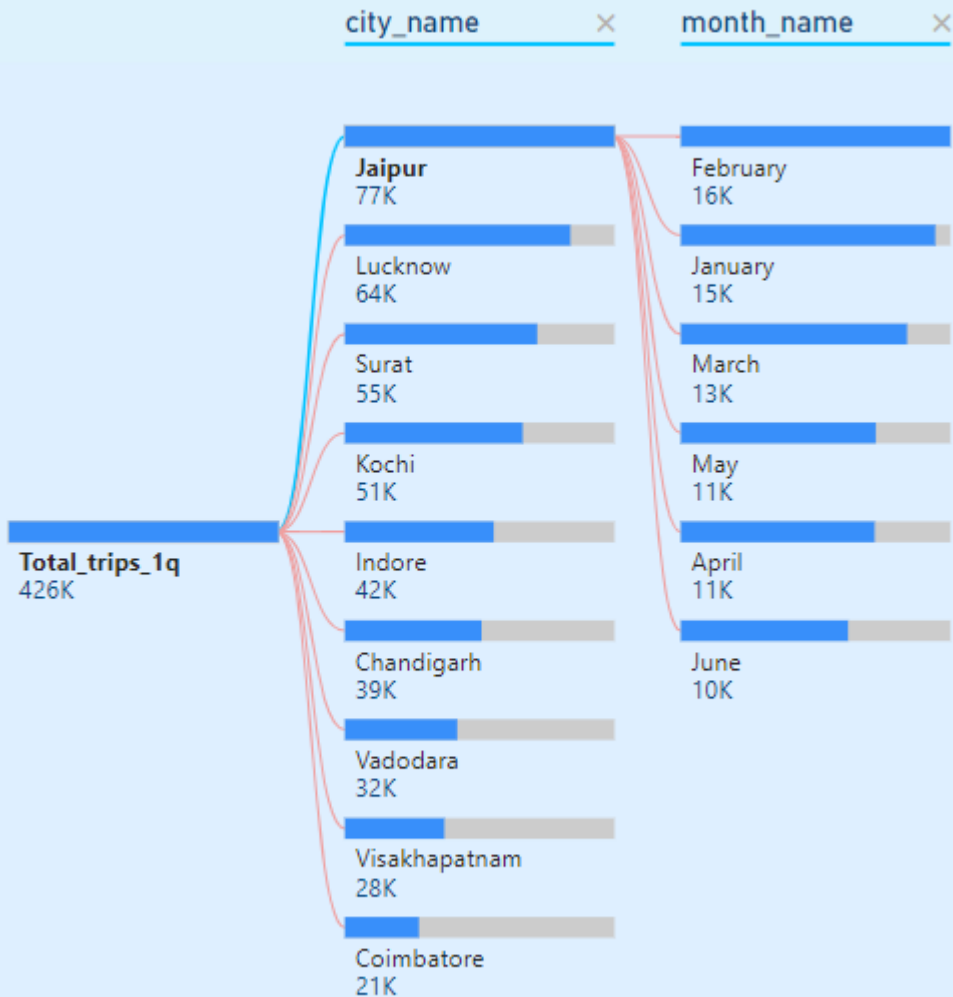 city_name
month_name
Jaipur
77K
Lucknow
64K
Surat
55K
Kochi
51K
Indore
42K
Chandigarh
39K
Vadodara
32K
Visakhapatnam
28K
Coimbatore
21K
Total_trips_1q
426K
February
16K
January
15K
March
13K
May
11K
April
11K
June
10K